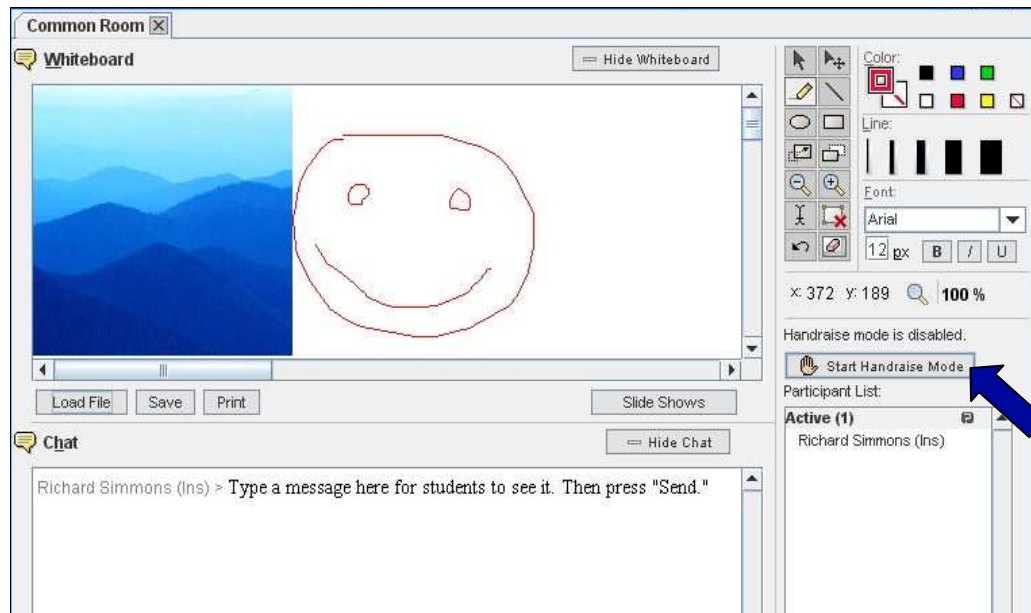 Common Room
Whiteboard
Hide Whiteboard
Load File
Save
Print
Slide Shows
Chat
Hide Chat
Richard Simmons (Ins) > Type a message here for students to see it. Then press "Send."
Color:
Line:
Font:
Arial
12 px B I U
x: 372 y: 189 100 %
Handraise mode is disabled.
Start Handraise Mode
Participant List:
Active (1)
Richard Simmons (Ins)